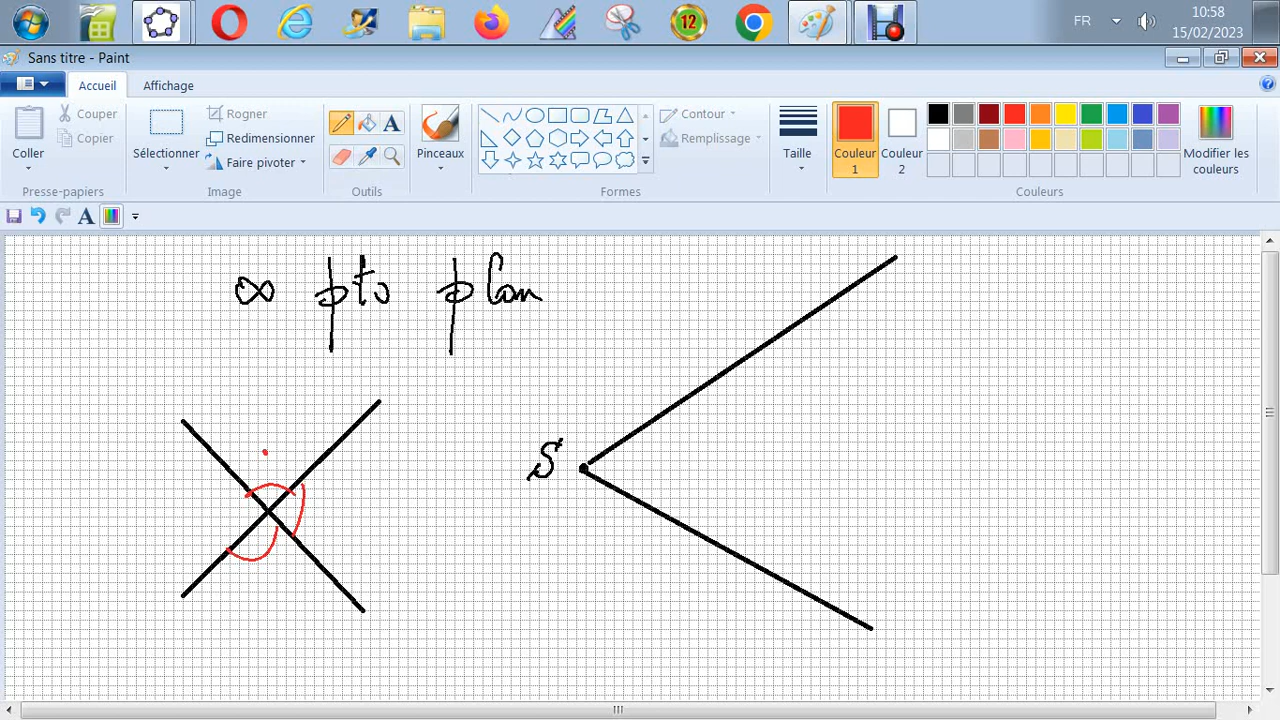 12
FR
10:58
15/02/2023
Sans titre - Paint
Accueil Affichage
Coller
Couper
Copier
Presse-papiers
Sélectionner
Rogner
Redimensionner
Faire pivoter
Image
A
Outils
Pinceaux
Contour
Remplissage
Formes
Taille
Couleur 1
Couleur 2
Modifier les couleurs
Couleurs
A
∞ pts plan
S